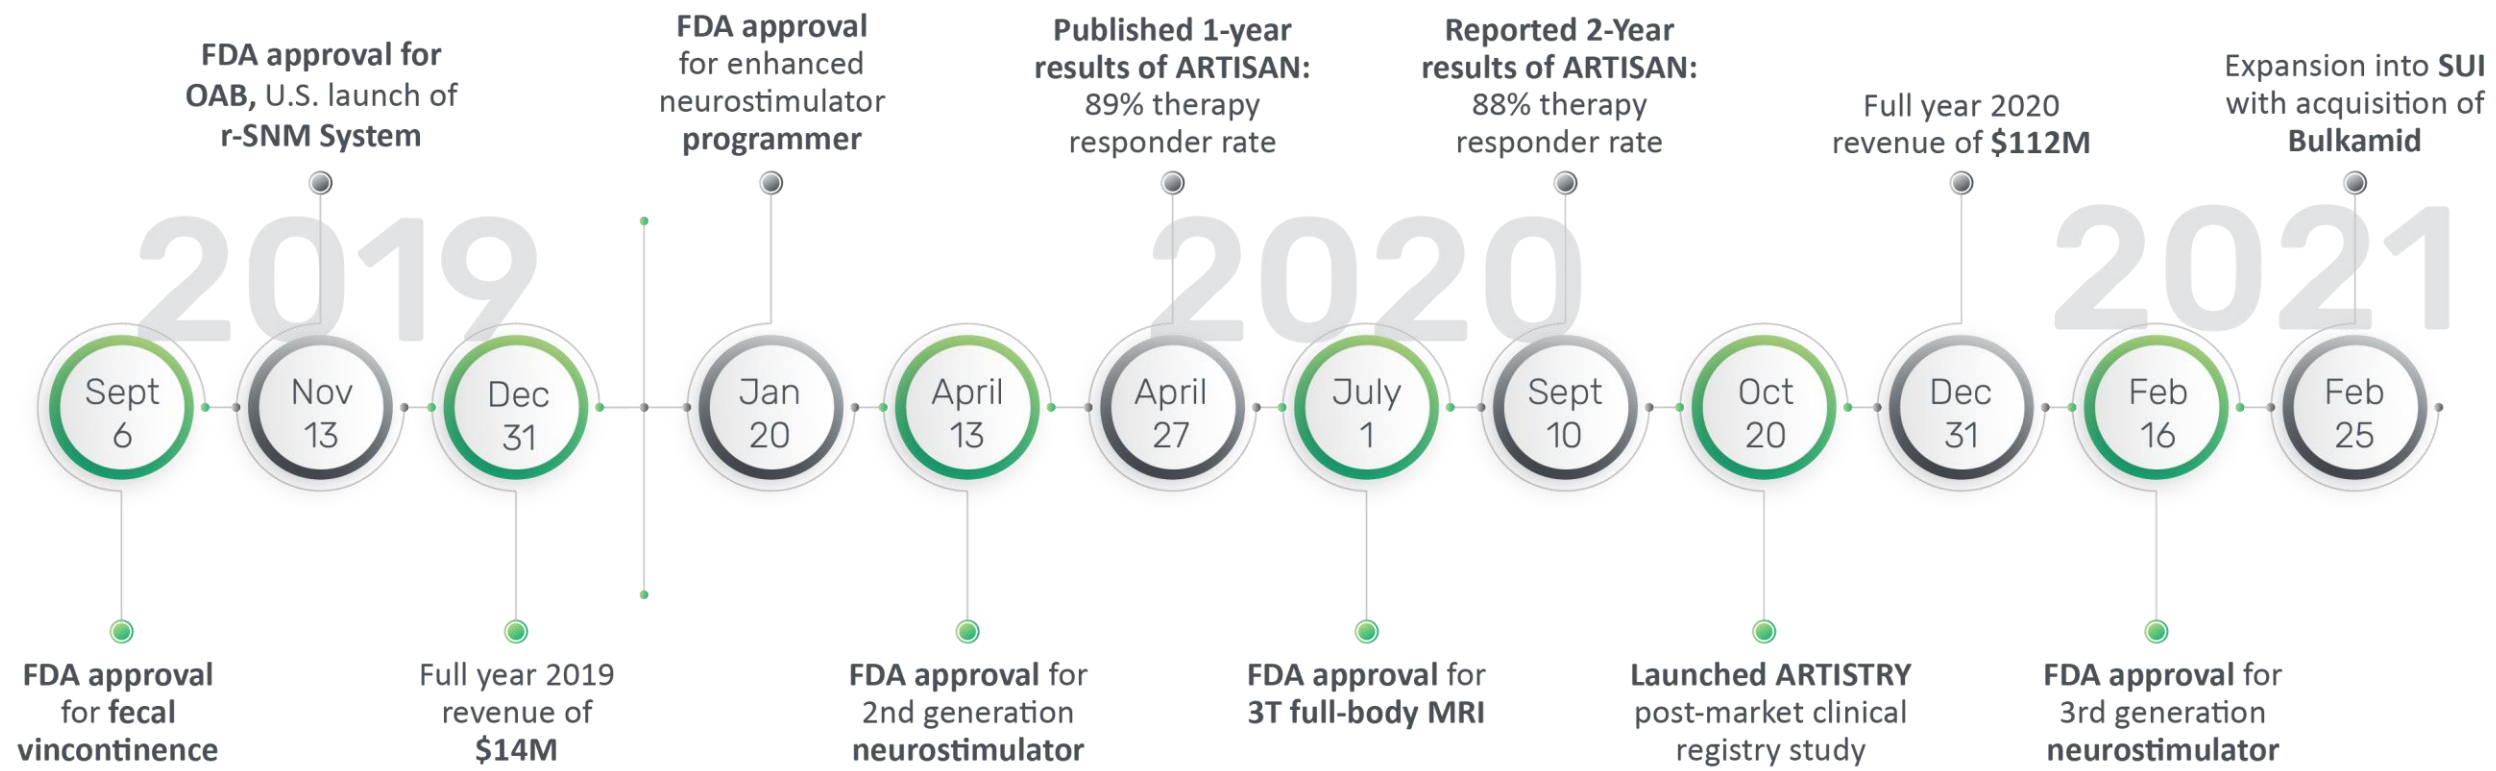 FDA approval for
OAB, U.S. launch of
r-SNM System
FDA approval
for enhanced
neurostimulator
programmer
Published 1-year
results of ARTISAN:
89% therapy
responder rate
Reported 2-Year
results of ARTISAN:
88% therapy
responder rate
Full year 2020
revenue of $112M
Expansion into SUI
with acquisition of
Bulkamid
2019
2020
2021
Sept
6
Nov
13
Dec
31
Jan
20
April
13
April
27
July
1
Sept
10
Oct
20
Dec
31
Feb
16
Feb
25
FDA approval
for fecal
vincontinence
Full year 2019
revenue of
$14M
FDA approval for
2nd generation
neurostimulator
FDA approval for
3T full-body MRI
Launched ARTISTRY
post-market clinical
registry study
FDA approval for
3rd generation
neurostimulator